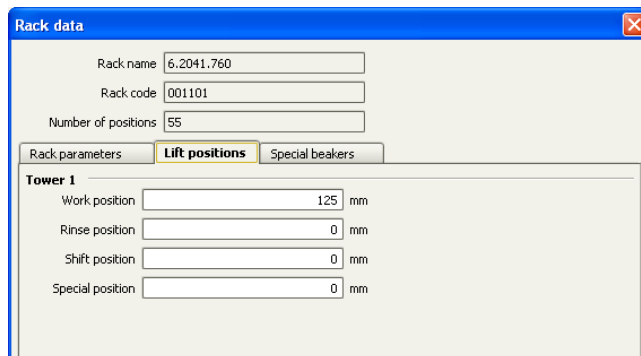 Rack data
Rack name 6.2041.760
Rack code 001101
Number of positions 55
Rack parameters Lift positions Special beakers
Tower 1
Work position 125 mm
Rinse position 0 mm
Shift position 0 mm
Special position 0 mm